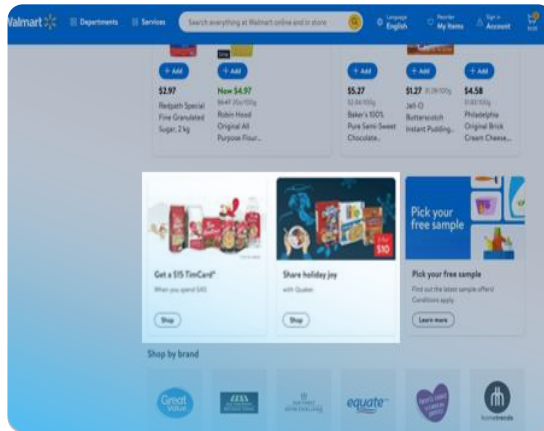 Walmart Departments Services Search everything at Walmart online and in store Language English Reorder My Items Sign in Account
+ Add + Add + Add + Add + Add
$2.97 Now $4.97 $5.27 $1.27 $4.58
Redpath Special Fine Granulated Sugar, 2 kg
Robin Hood Original All Purpose Flour...
Baker's 100% Pure Semi Sweet Chocolate...
Jell-O Butterscotch Instant Pudding...
Philadelphia Original Brick Cream Cheese,...
Get a $15 TimCard*
When you spend $45
Shop
$10
Share holiday joy
with Quaker.
Shop
Pick your
free sample
Pick your free sample
Find out the latest sample offers!
Conditions apply.
Learn more
Shop by brand
Great Value
equate
hometrends